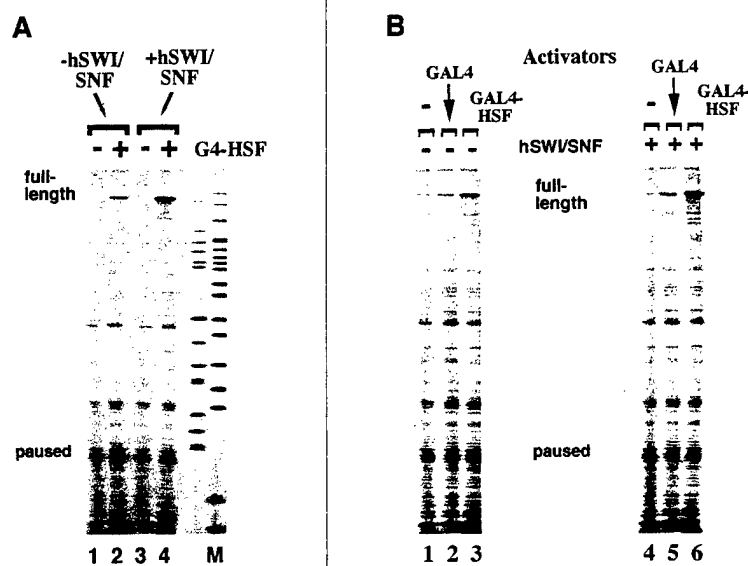 A
-hSWI/
SNF
+hSWI/
SNF
- + - + G4-HSF
full-
length
paused
1 2 3 4 M
B
Activators
GAL4
- GAL4-
HSF
- - - hSWI/SNF
GAL4
- GAL4-
HSF
+ + +
full-
length
paused
1 2 3
4 5 6